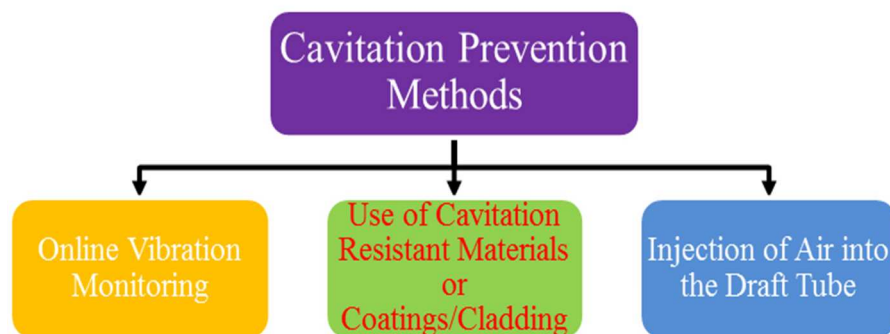 Cavitation Prevention
Methods
Online Vibration
Monitoring
Use of Cavitation
Resistant Materials
or
Coatings/Cladding
Injection of Air into
the Draft Tube